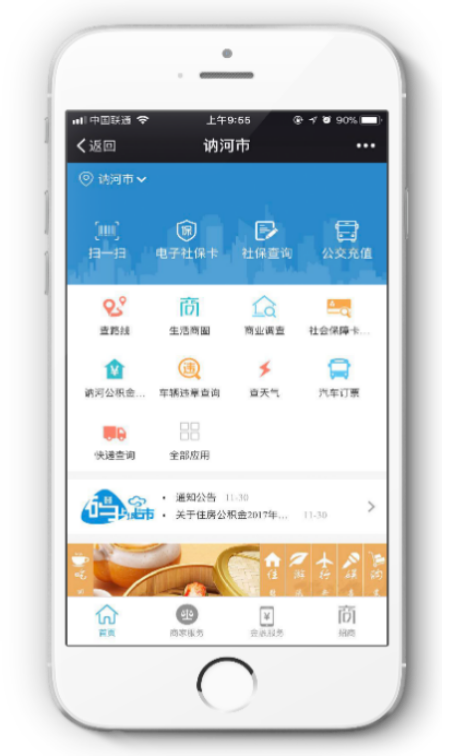 中国联通 上午9:55 90%
返回 讷河市
讷河市
扫一扫 电子社保卡 社保查询 公交充值
查路线 生活商圈 商业调查 社会保障卡...
讷河公积金... 车辆违章查询 查天气 汽车订票
快递查询 全部应用
通知公告 11-30
关于住房公积金2017年... 11-30
吃 住 游 行 娱 购
首页 商家服务 招商